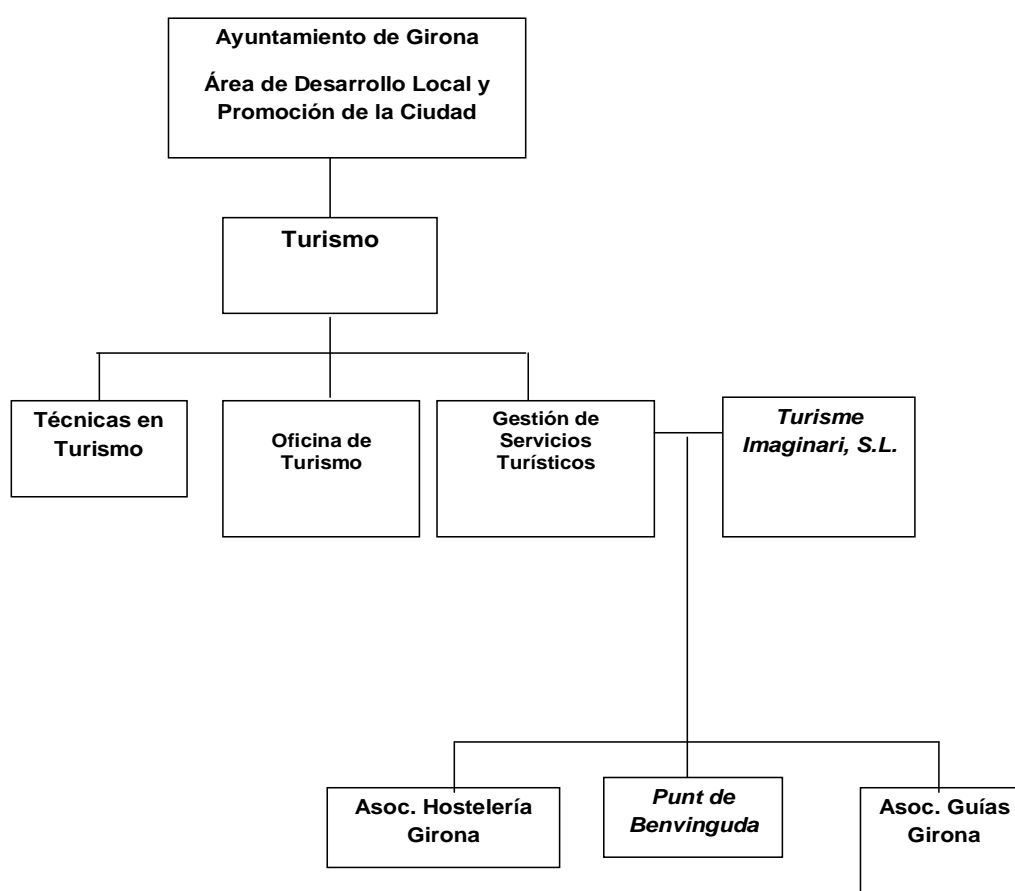 Ayuntamiento de Girona
Área de Desarrollo Local y
Promoción de la Ciudad
Turismo
Técnicas en
Turismo
Oficina de
Turismo
Gestión de
Servicios
Turísticos
Turisme
Imaginari, S.L.
Asoc. Hostelería
Girona
Punt de
Benvinguda
Asoc. Guías
Girona